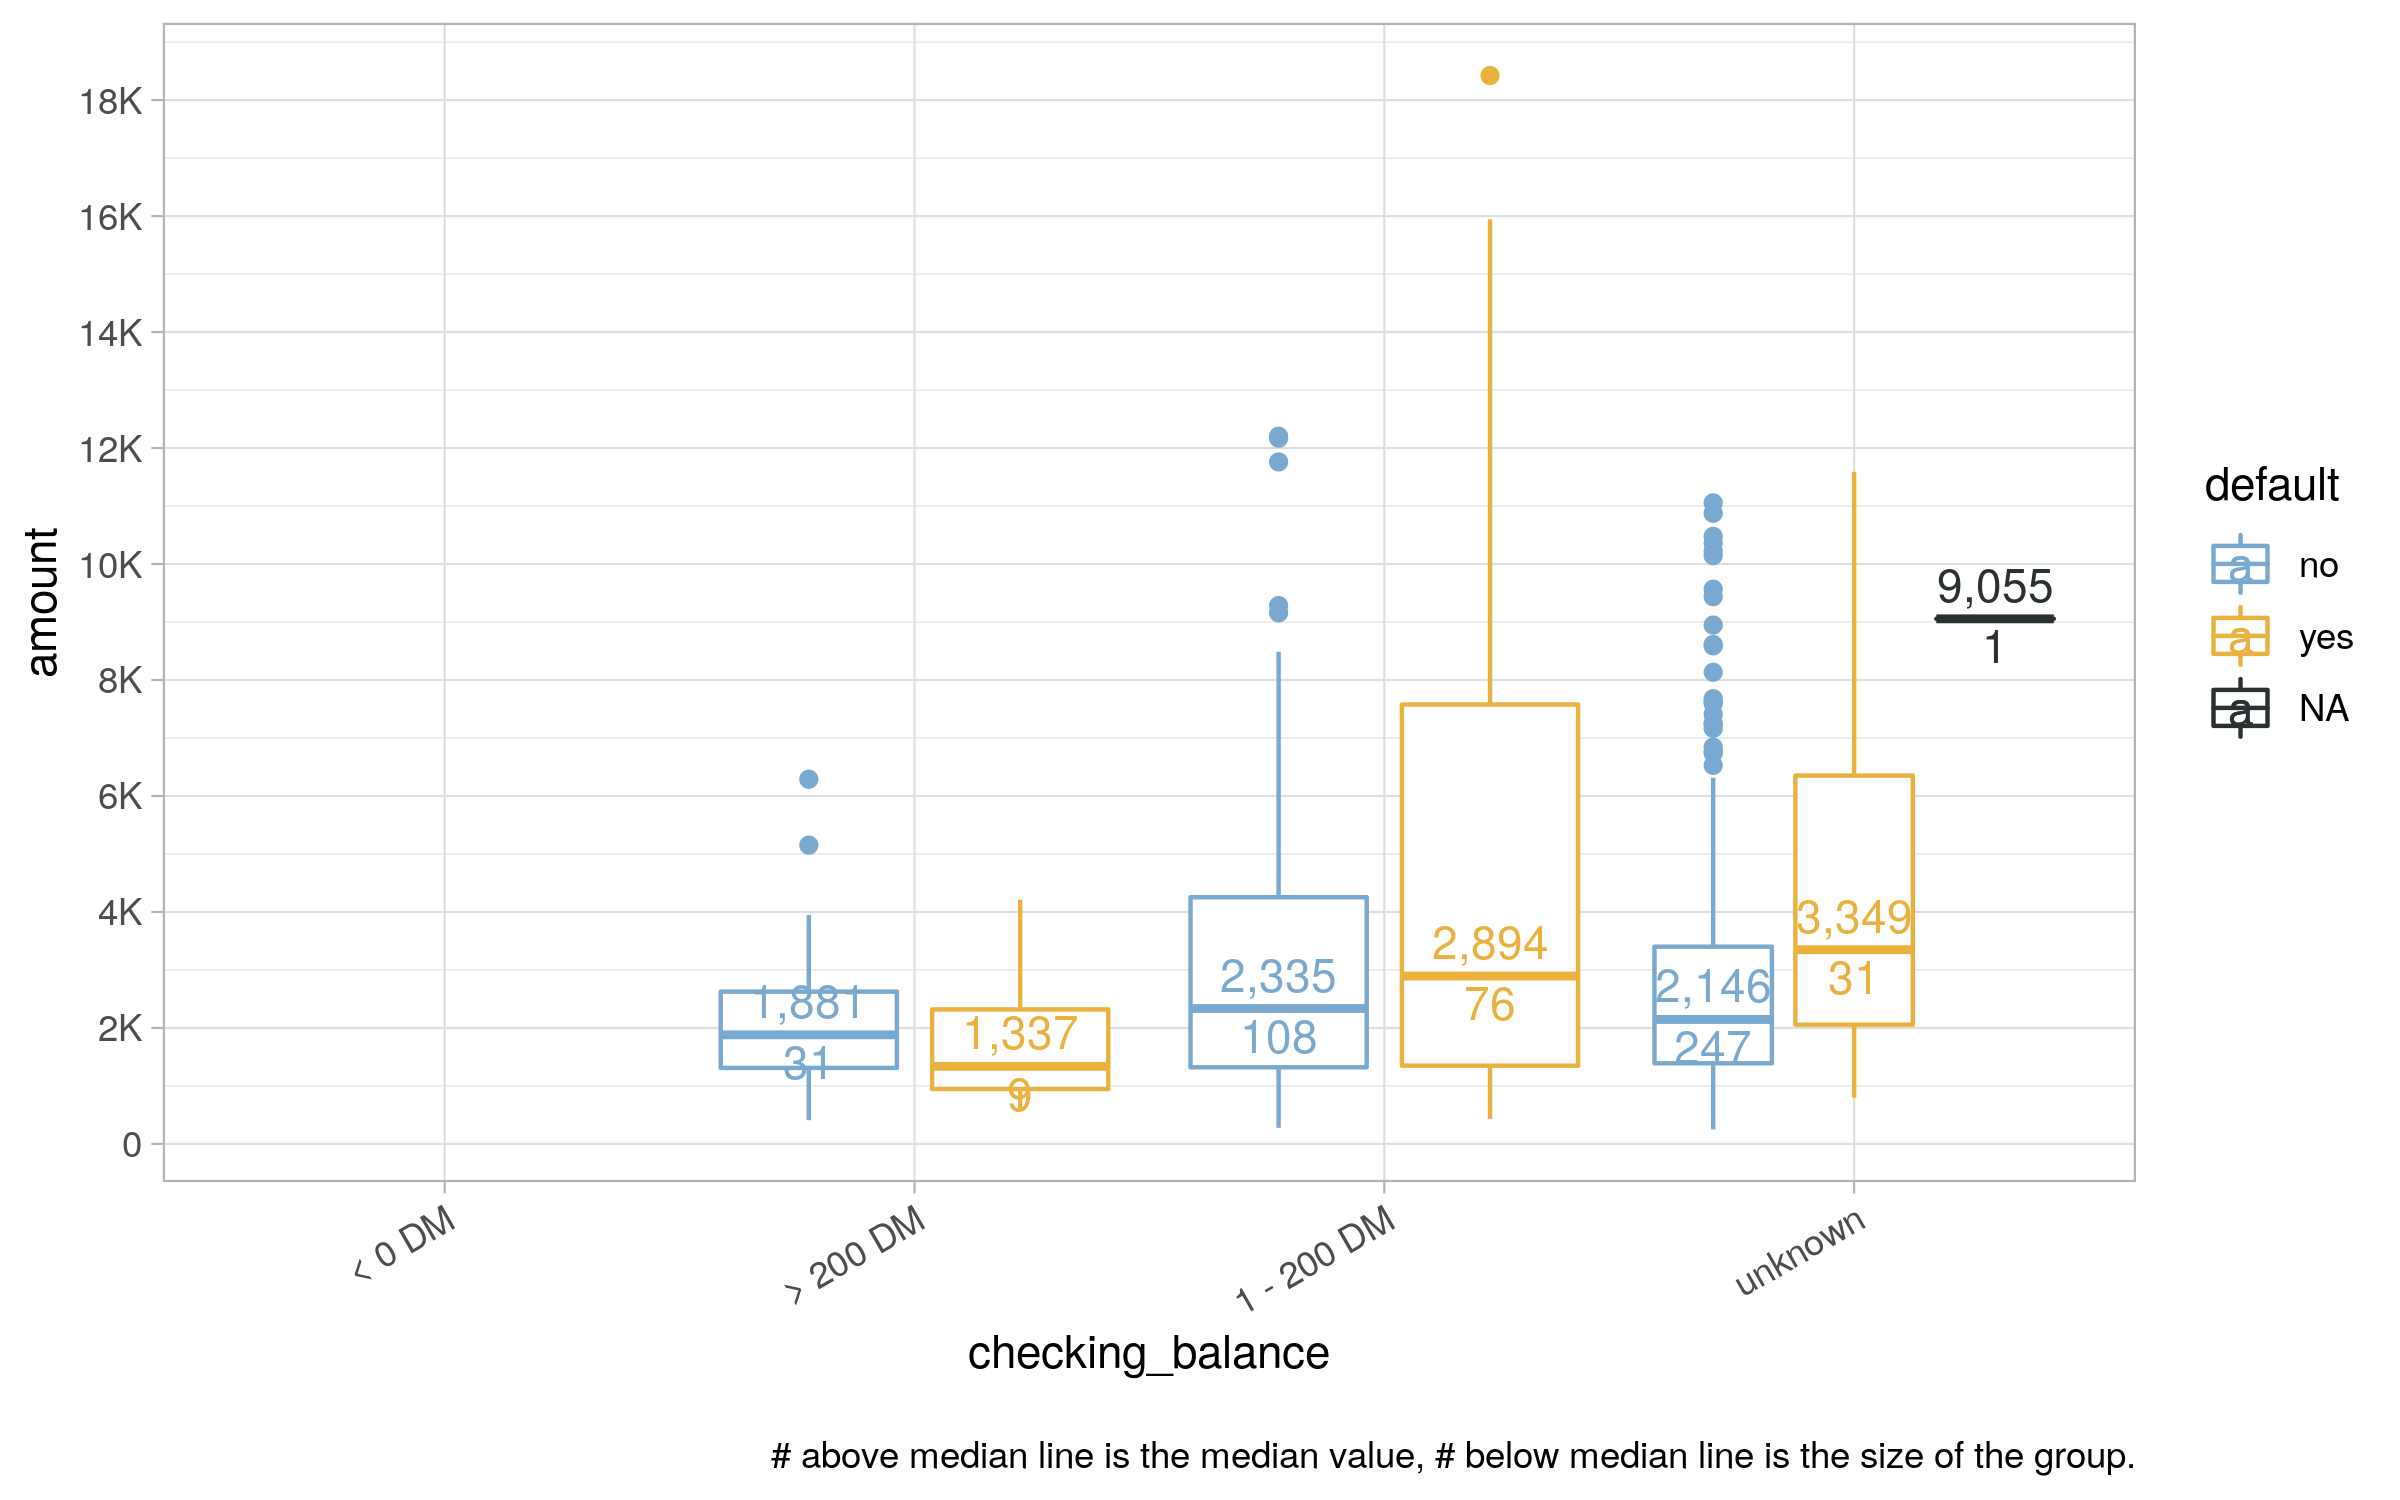 18K
16K
14K
12K
10K
8K
6K
4K
2K
0
amount
1,881
31
1,337
9
2,335
108
2,894
76
2,146
247
3,349
31
9,055
1
< 0 DM
> 200 DM
1 - 200 DM
unknown
checking_balance
default
a no
a yes
a NA
# above median line is the median value, # below median line is the size of the group.